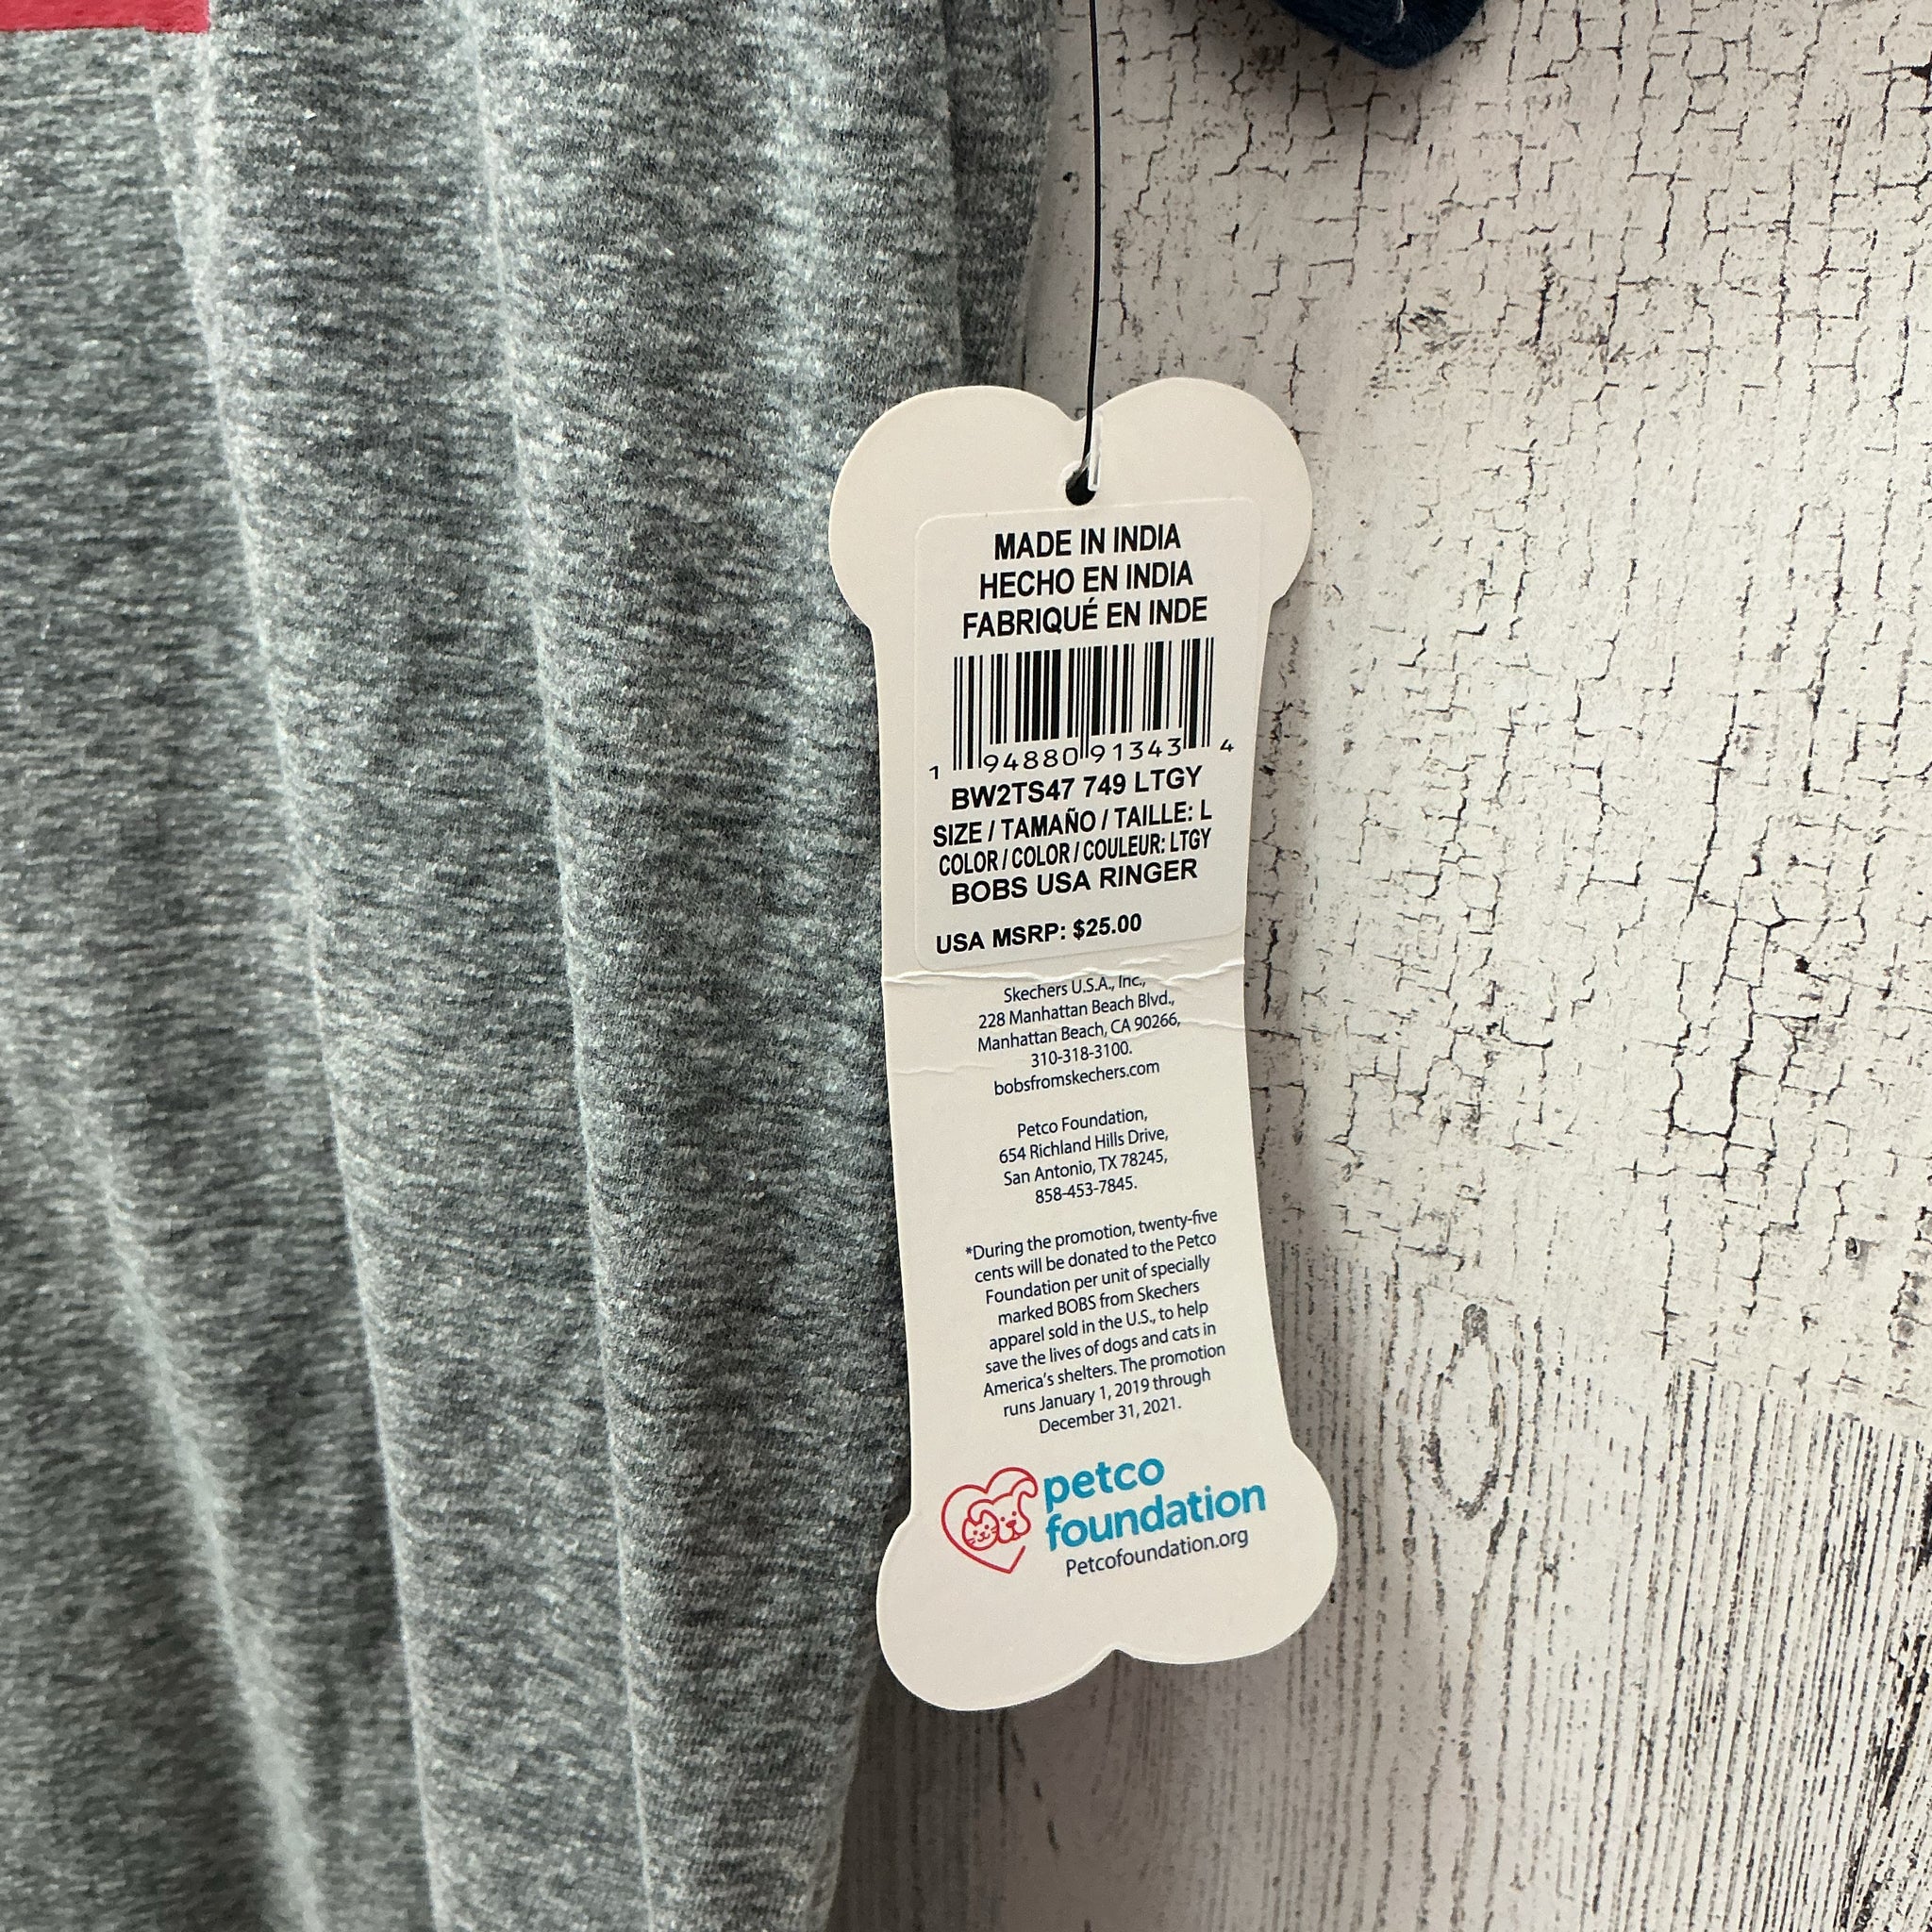 MADE IN INDIA
HECHO EN INDIA
FABRIQUÉ EN INDE
1 94880 91343 4
BW2TS47 749 LTGY
SIZE / TAMAÑO / TAILLE: L
COLOR / COLOR / COULEUR: LTGY
BOBS USA RINGER
USA MSRP: $25.00
Skechers U.S.A., Inc.,
228 Manhattan Beach Blvd.,
Manhattan Beach, CA 90266,
310-318-3100.
bobsfromskechers.com
Petco Foundation,
654 Richland Hills Drive,
San Antonio, TX 78245,
858-453-7845.
*During the promotion, twenty-five
cents will be donated to the Petco
Foundation per unit of specially
marked BOBS from Skechers
apparel sold in the U.S., to help
save the lives of dogs and cats in
America's shelters. The promotion
runs January 1, 2019 through
December 31, 2021.
petco
foundation
Petcofoundation.org